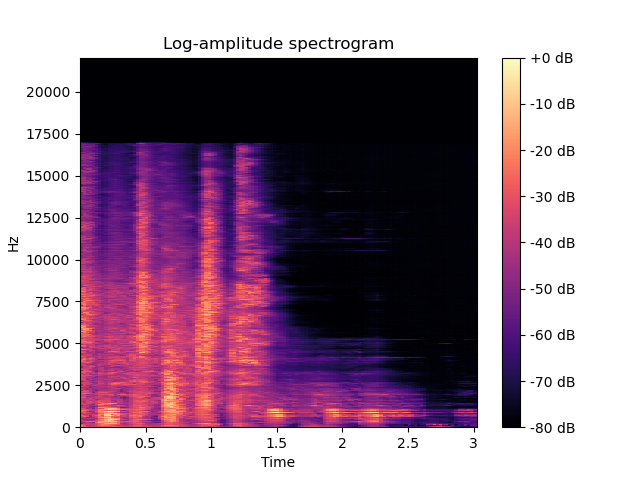 Log-amplitude spectrogram
Hz
20000
17500
15000
12500
10000
7500
5000
2500
0
0 0.5 1 1.5 2 2.5 3
Time
+0 dB
-10 dB
-20 dB
-30 dB
-40 dB
-50 dB
-60 dB
-70 dB
-80 dB